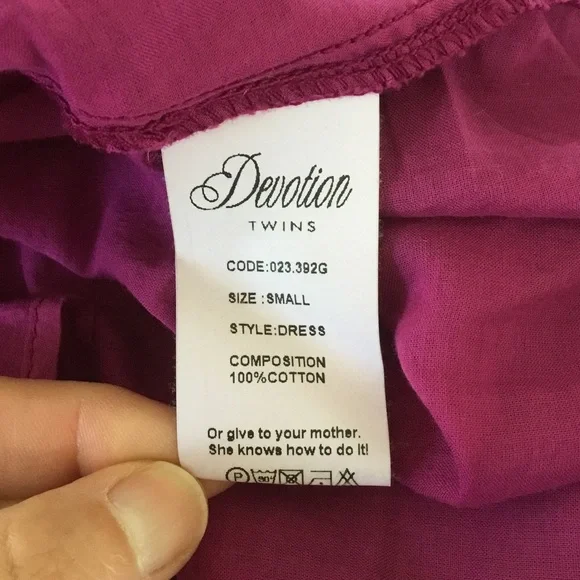 Devotion
TWINS
CODE:023.392G
SIZE :SMALL
STYLE:DRESS
COMPOSITION
100%COTTON
Or give to your mother.
She knows how to do it!
P 30°